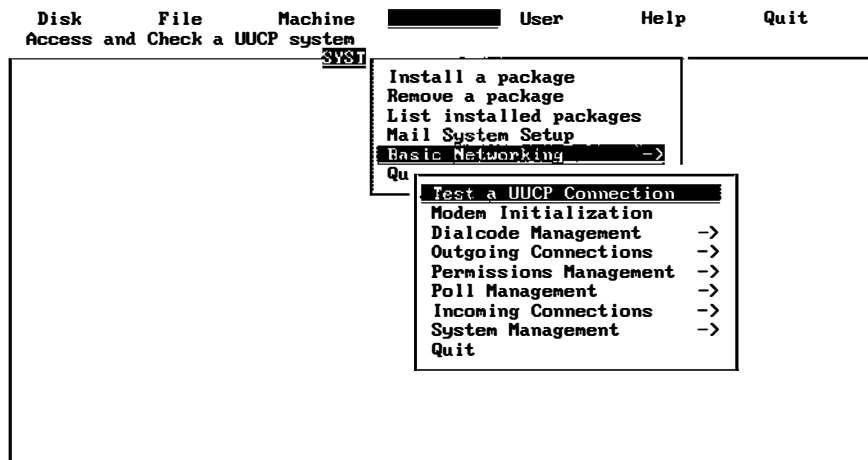 Disk File Machine User Help Quit
Access and Check a UUCP system
SYST
Install a package
Remove a package
List installed packages
Mail System Setup
Basic Networking ->
Qu
Test a UUCP Connection
Modem Initialization
Dialcode Management ->
Outgoing Connections ->
Permissions Management ->
Poll Management ->
Incoming Connections ->
System Management ->
Quit